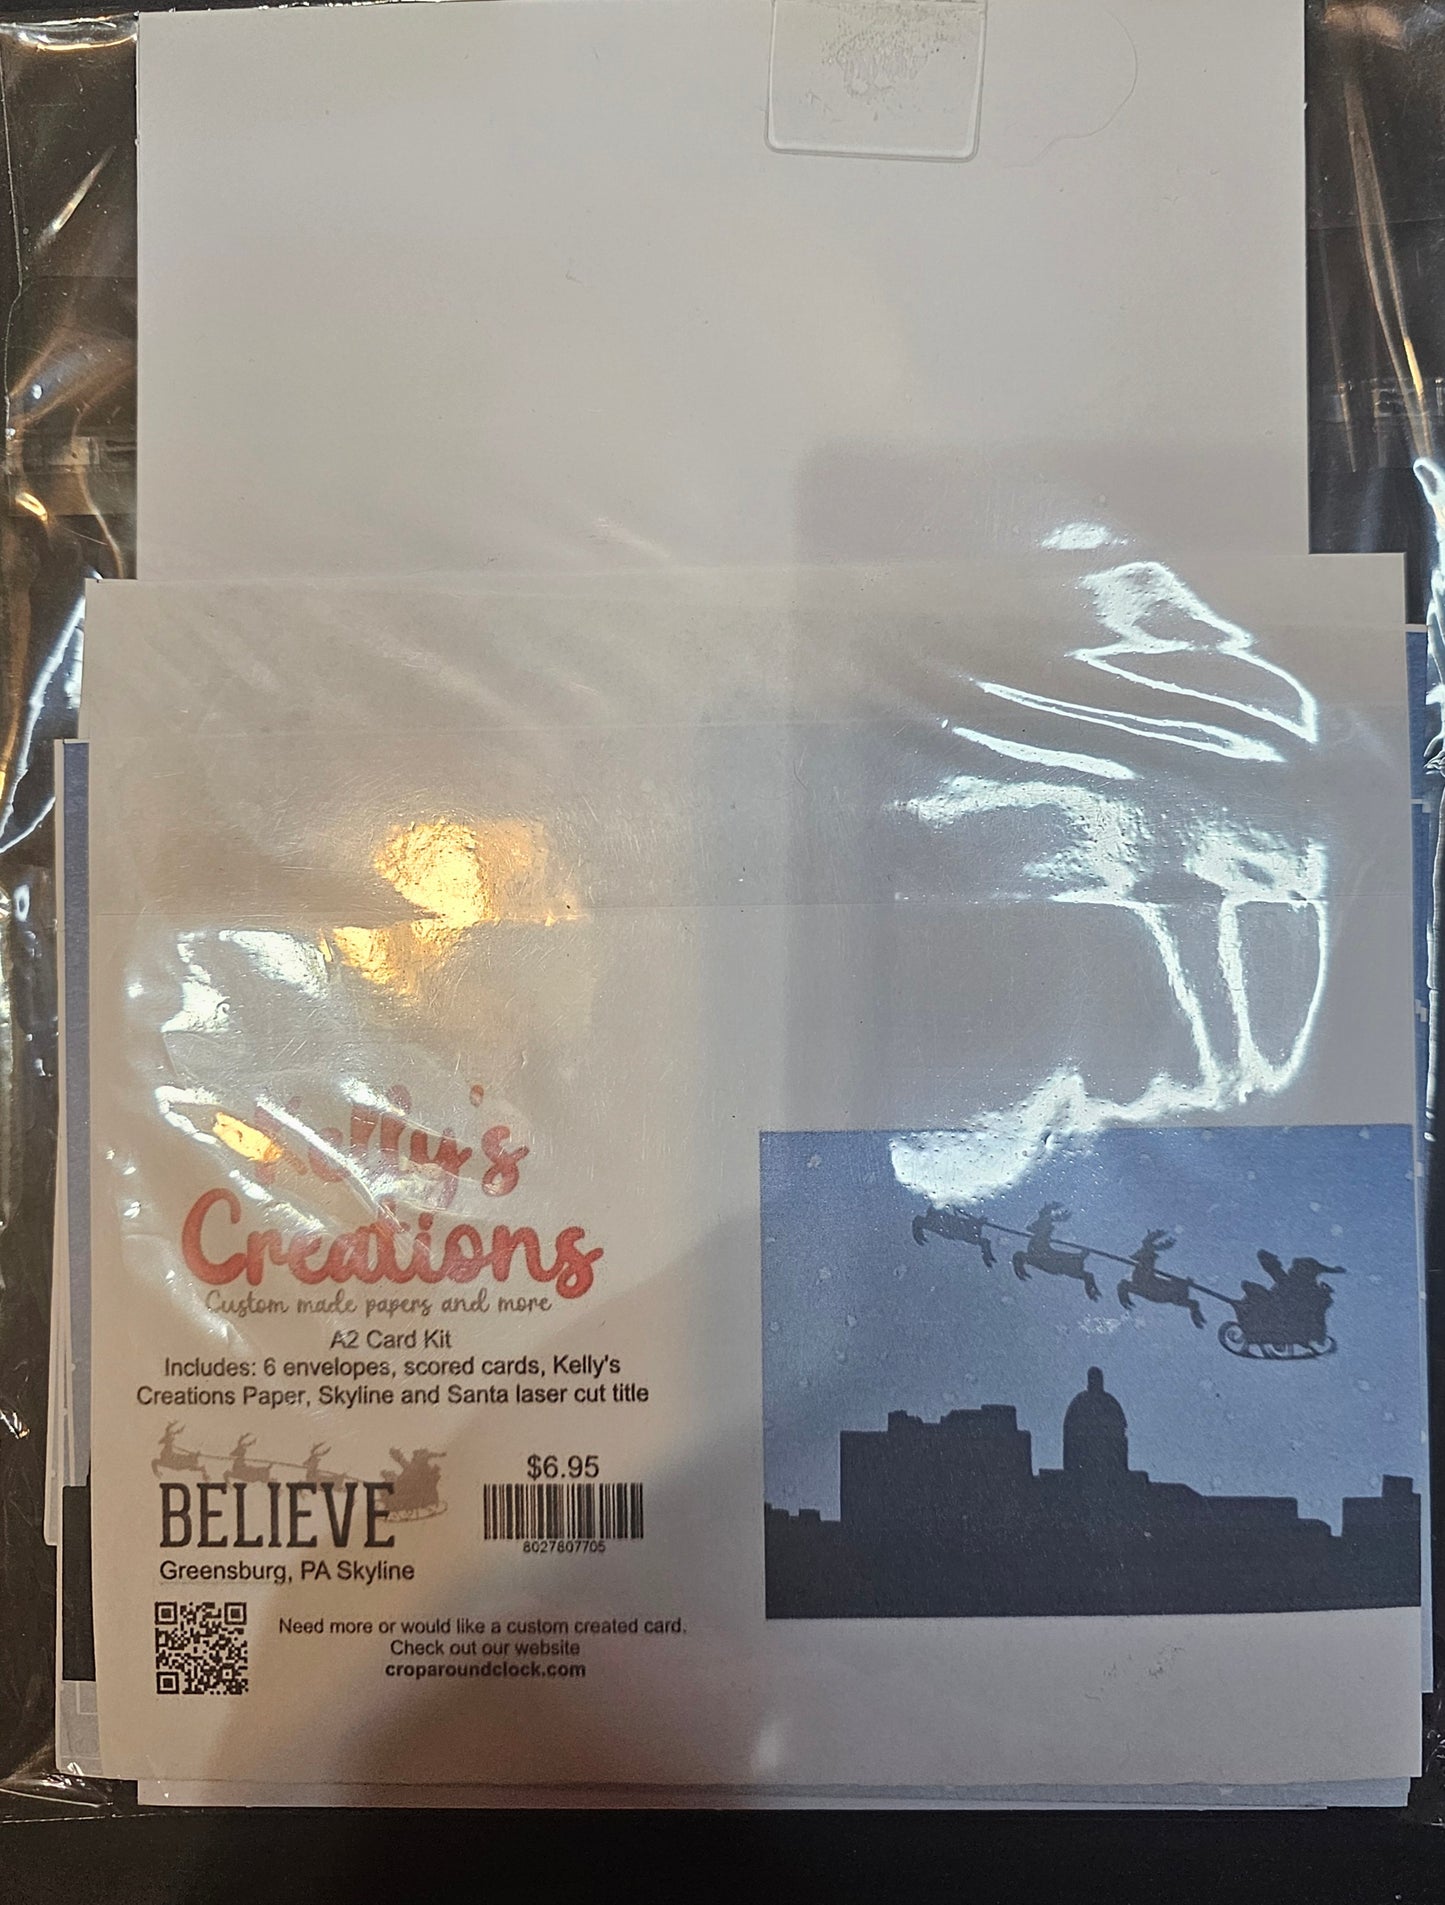 Kelly's
Creations
Custom made papers and more
A2 Card Kit
Includes: 6 envelopes, scored cards, Kelly's
Creations Paper, Skyline and Santa laser cut title
BELIEVE
Greensburg, PA Skyline
$6.95
8027807705
Need more or would like a custom created card.
Check out our website
croparoundclock.com